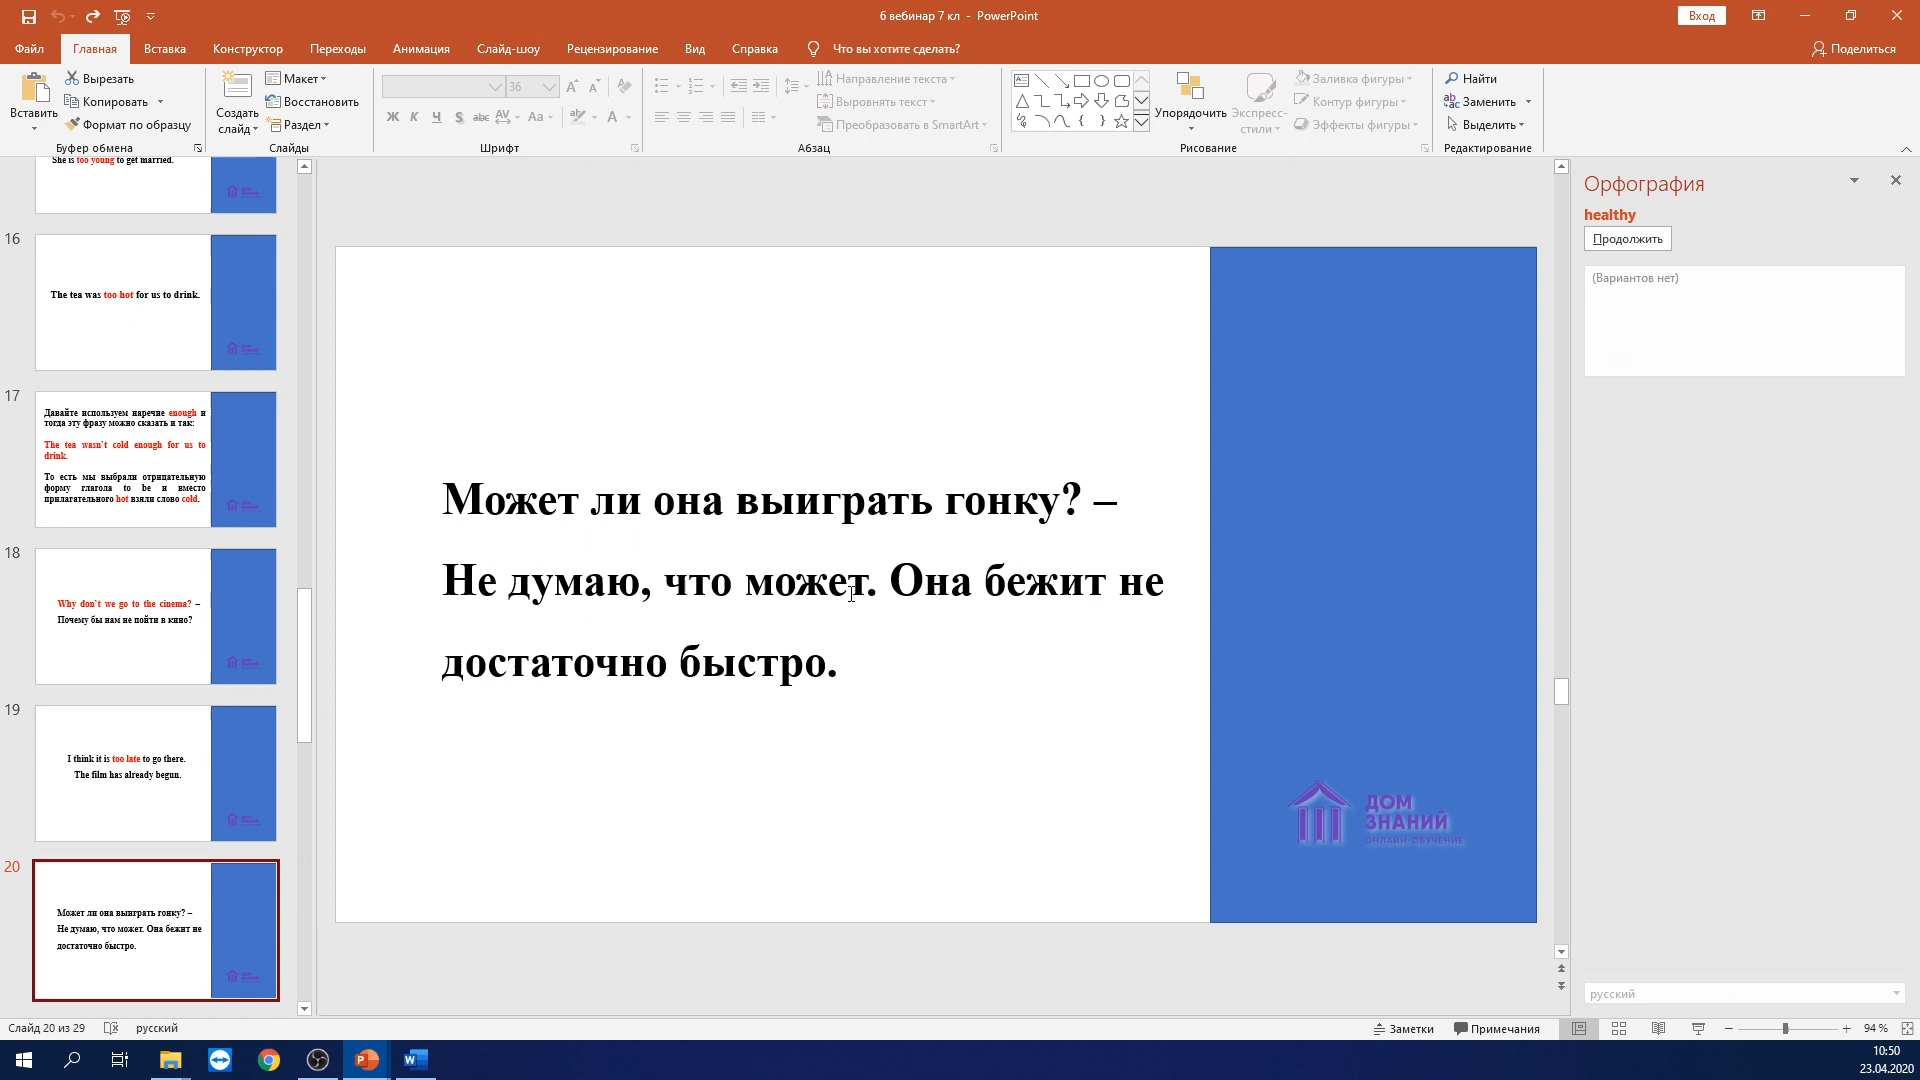 6 вебинар 7 кл - PowerPoint
Вход
Файл
Главная
Вставка
Конструктор
Переходы
Анимация
Слайд-шоу
Рецензирование
Вид
Справка
Что вы хотите сделать?
Поделиться
Вставить
Вырезать
Копировать
Формат по образцу
Буфер обмена
Создать слайд
Макет
Восстановить
Раздел
Слайды
36
Ж К Ч S abc AV Aa A
Шрифт
Направление текста
Выровнять текст
Преобразовать в SmartArt
Абзац
Упорядочить
Экспресс-стили
Заливка фигуры
Контур фигуры
Эффекты фигуры
Рисование
Найти
Заменить
Выделить
Редактирование
She is too young to get married.
16
The tea was too hot for us to drink.
17
Давайте используем наречие enough и
тогда эту фразу можно сказать и так:
The tea wasn`t cold enough for us to
drink.
То есть мы выбрали отрицательную
форму глагола to be и вместо
прилагательного hot взяли слово cold.
18
Why don`t we go to the cinema? –
Почему бы нам не пойти в кино?
19
I think it is too late to go there.
The film has already begun.
20
Может ли она выиграть гонку? –
Не думаю, что может. Она бежит не
достаточно быстро.
Может ли она выиграть гонку? –
Не думаю, что может. Она бежит не
достаточно быстро.
ДОМ
ЗНАНИЙ
ОНЛАЙН-ОБУЧЕНИЕ
Орфография
healthy
Продолжить
(Вариантов нет)
русский
Слайд 20 из 29
русский
Заметки
Примечания
94 %
10:50
23.04.2020